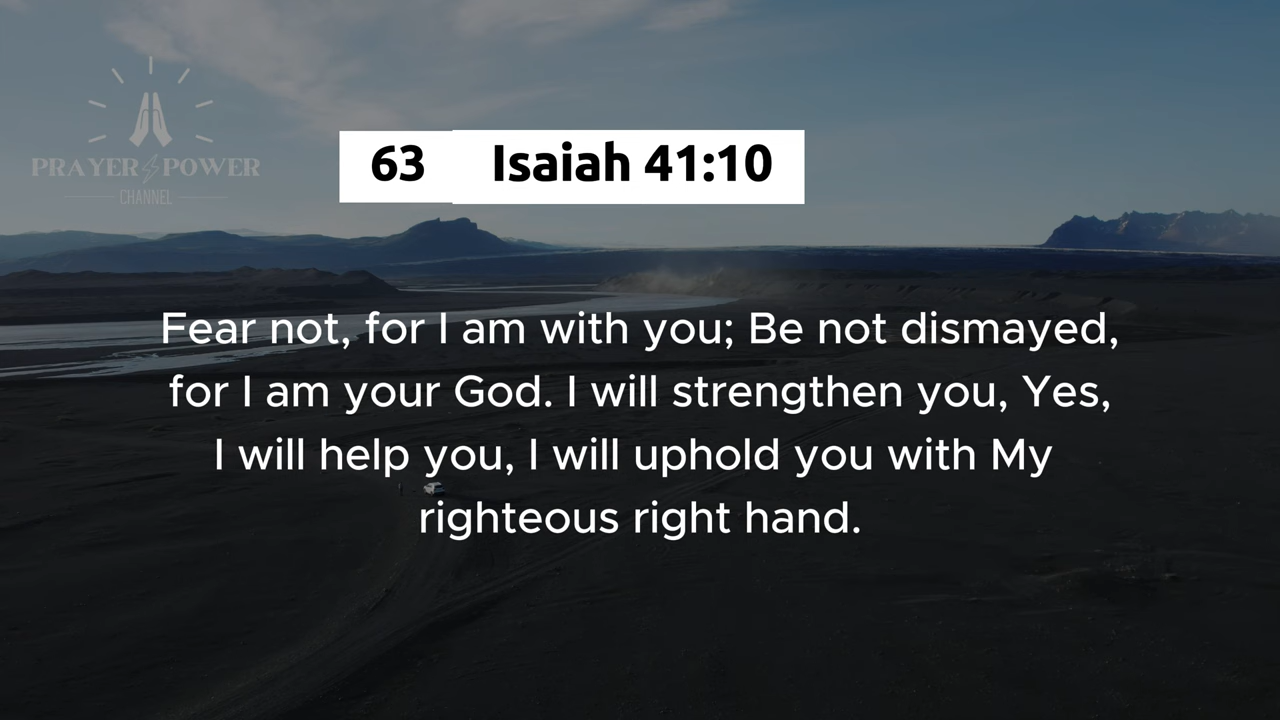 PRAYER POWER
CHANNEL
63 Isaiah 41:10
Fear not, for I am with you; Be not dismayed,
for I am your God. I will strengthen you, Yes,
I will help you, I will uphold you with My
righteous right hand.